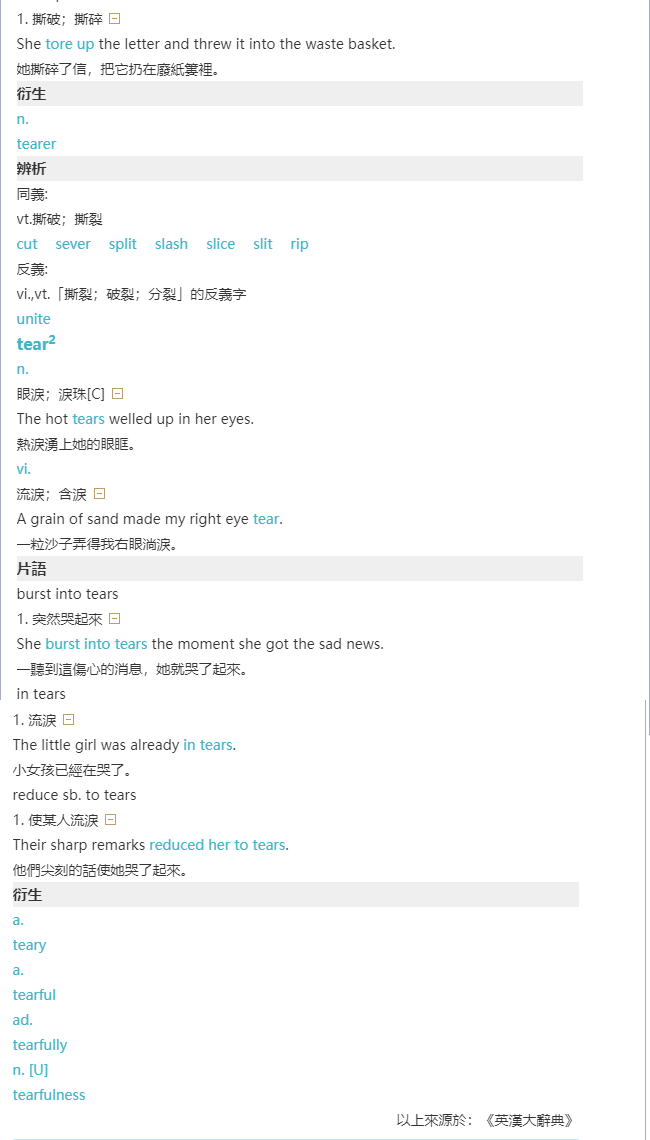 1. 撕破；撕碎
She tore up the letter and threw it into the waste basket.
她撕碎了信，把它扔在廢紙簍裡。
衍生
n.
tearer
辨析
同義:
vt.撕破；撕裂
cut sever split slash slice slit rip
反義:
vi.,vt.「撕裂；破裂；分裂」的反義字
unite
tear²
n.
眼淚；淚珠[C]
The hot tears welled up in her eyes.
熱淚湧上她的眼眶。
vi.
流淚；含淚
A grain of sand made my right eye tear.
一粒沙子弄得我右眼淌淚。
片語
burst into tears
1. 突然哭起來
She burst into tears the moment she got the sad news.
一聽到這傷心的消息，她就哭了起來。
in tears
1. 流淚
The little girl was already in tears.
小女孩已經在哭了。
reduce sb. to tears
1. 使某人流淚
Their sharp remarks reduced her to tears.
他們尖刻的話使她哭了起來。
衍生
a.
teary
a.
tearful
ad.
tearfully
n. [U]
tearfulness
以上來源於：《英漢大辭典》